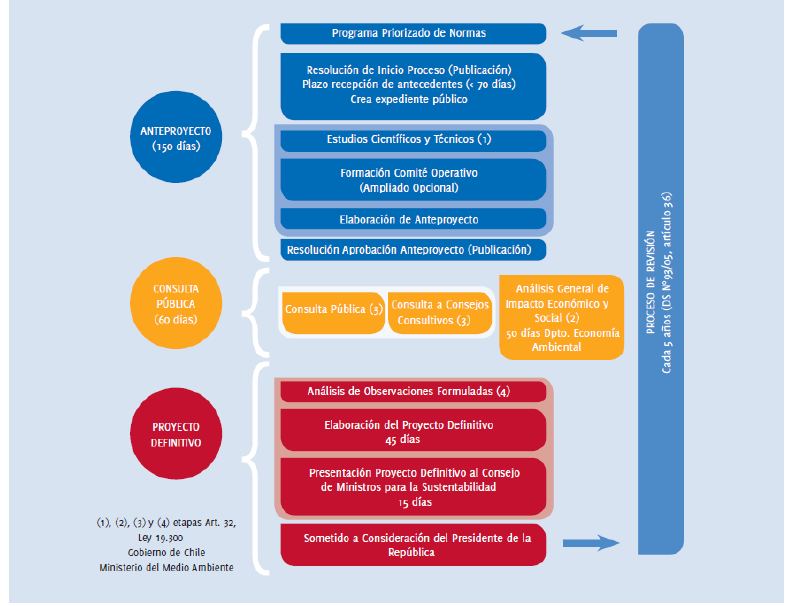 Programa Priorizado de Normas
Resolución de Inicio Proceso (Publicación)
Plazo recepción de antecedentes (< 70 días)
Crea expediente público
ANTEPROYECTO
(150 días)
Estudios Científicos y Técnicos (1)
Formación Comité Operativo
(Ampliado Opcional)
Elaboración de Anteproyecto
Resolución Aprobación Anteproyecto (Publicación)
CONSULTA
PÚBLICA
(60 días)
Consulta Pública (3)
Consulta a Consejos
Consultivos (3)
Análisis General de
Impacto Económico y
Social (2)
50 días Dpto. Economía
Ambiental
PROYECTO
DEFINITIVO
Análisis de Observaciones Formuladas (4)
Elaboración del Proyecto Definitivo
45 días
Presentación Proyecto Definitivo al Consejo
de Ministros para la Sustentabilidad
15 días
Sometido a Consideración del Presidente de la
República
(1), (2), (3) y (4) etapas Art. 32,
Ley 19.300
Gobierno de Chile
Ministerio del Medio Ambiente
PROCESO DE REVISIÓN
Cada 5 años (DS Nº93/05, artículo 36)